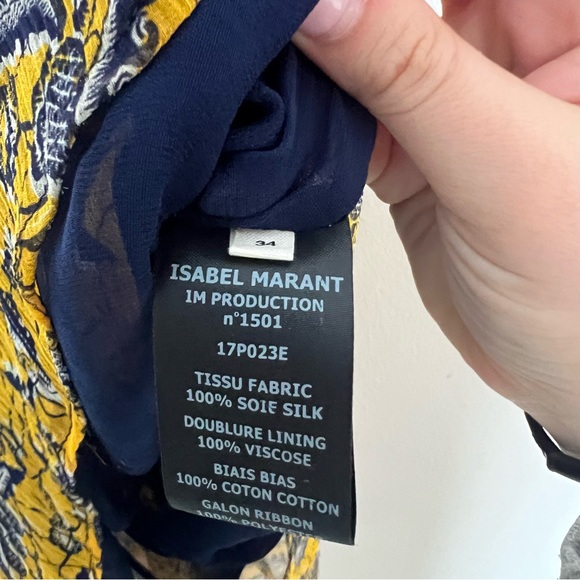 34
ISABEL MARANT
IM PRODUCTION
n°1501
17P023E
TISSU FABRIC
100% SOIE SILK
DOUBLURE LINING
100% VISCOSE
BIAIS BIAS
100% COTON COTTON
GALON RIBBON
100%